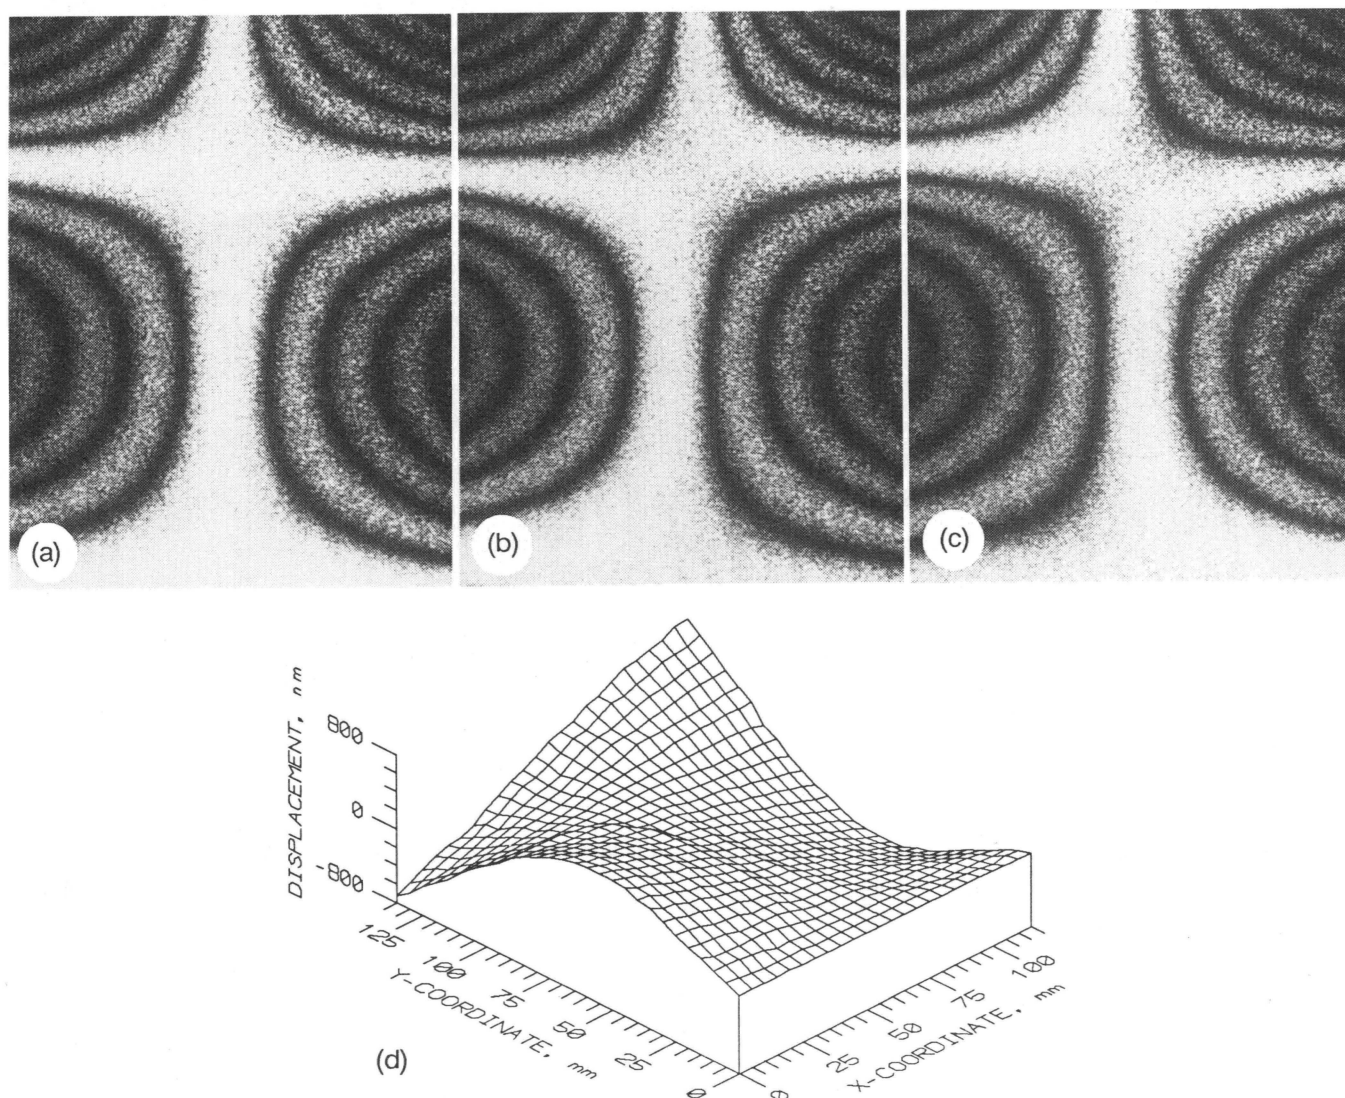 (a)
(b)
(c)
DISPLACEMENT, nm
800
0
-800
125
100
75
50
25
0
Y-COORDINATE, mm
0
25
50
75
100
X-COORDINATE, mm
(d)